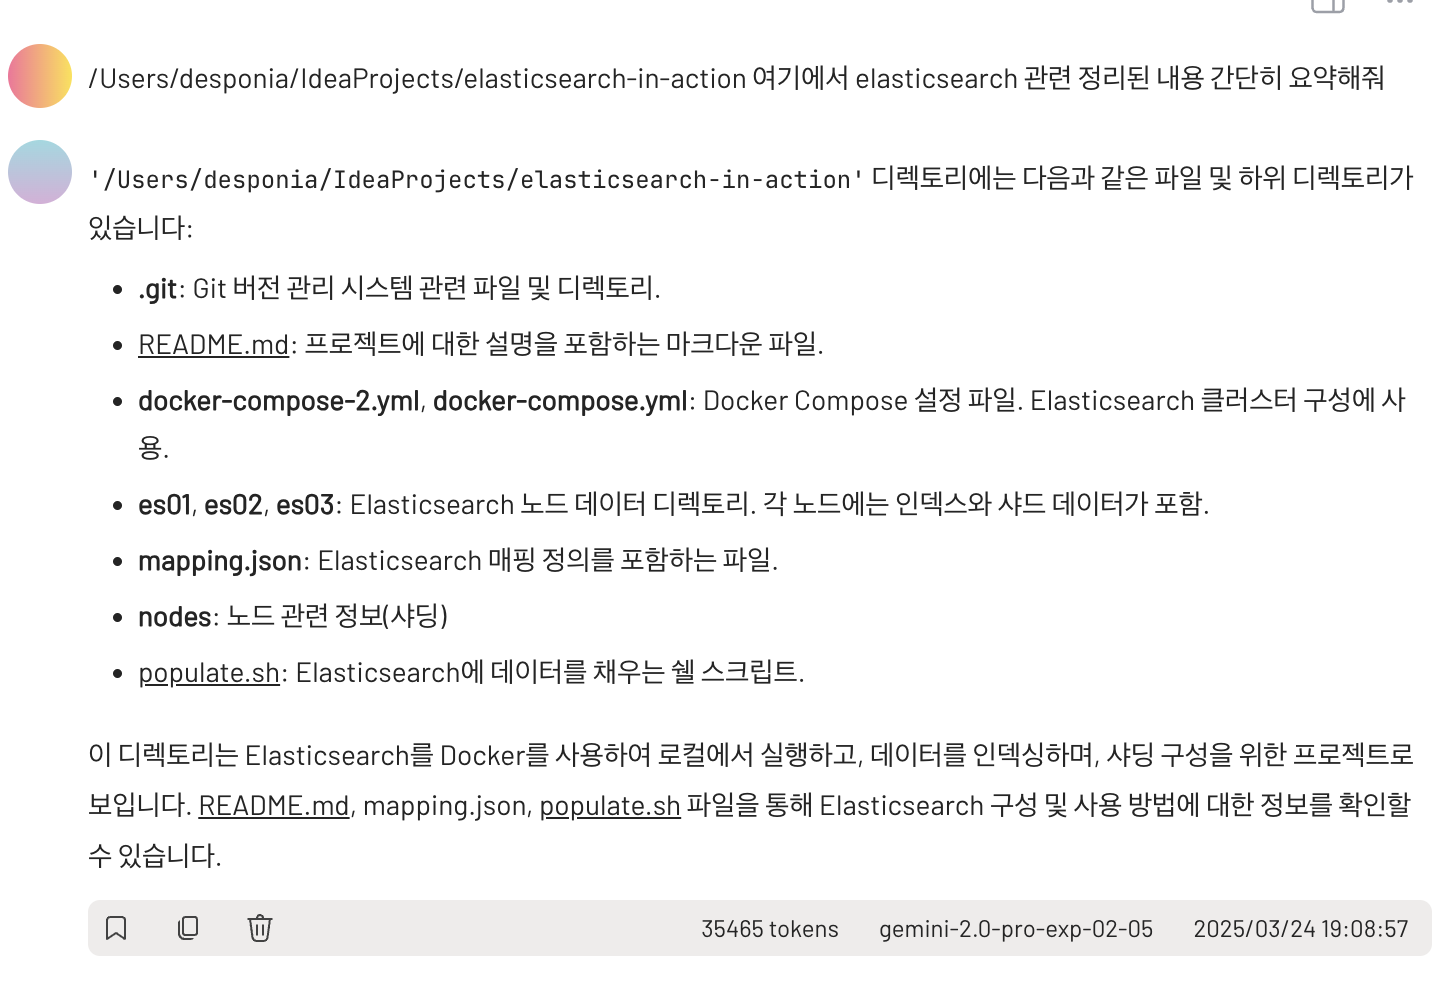 /Users/desponia/IdeaProjects/elasticsearch-in-action 여기에서 elasticsearch 관련 정리된 내용 간단히 요약해줘
'/Users/desponia/IdeaProjects/elasticsearch-in-action' 디렉토리에는 다음과 같은 파일 및 하위 디렉토리가
있습니다:
• .git: Git 버전 관리 시스템 관련 파일 및 디렉토리.
• README.md: 프로젝트에 대한 설명을 포함하는 마크다운 파일.
• docker-compose-2.yml, docker-compose.yml: Docker Compose 설정 파일. Elasticsearch 클러스터 구성에 사
용.
• es01, es02, es03: Elasticsearch 노드 데이터 디렉토리. 각 노드에는 인덱스와 샤드 데이터가 포함.
• mapping.json: Elasticsearch 매핑 정의를 포함하는 파일.
• nodes: 노드 관련 정보(샤딩)
• populate.sh: Elasticsearch에 데이터를 채우는 쉘 스크립트.
이 디렉토리는 Elasticsearch를 Docker를 사용하여 로컬에서 실행하고, 데이터를 인덱싱하며, 샤딩 구성을 위한 프로젝트로
보입니다. README.md, mapping.json, populate.sh 파일을 통해 Elasticsearch 구성 및 사용 방법에 대한 정보를 확인할
수 있습니다.
35465 tokens gemini-2.0-pro-exp-02-05 2025/03/24 19:08:57